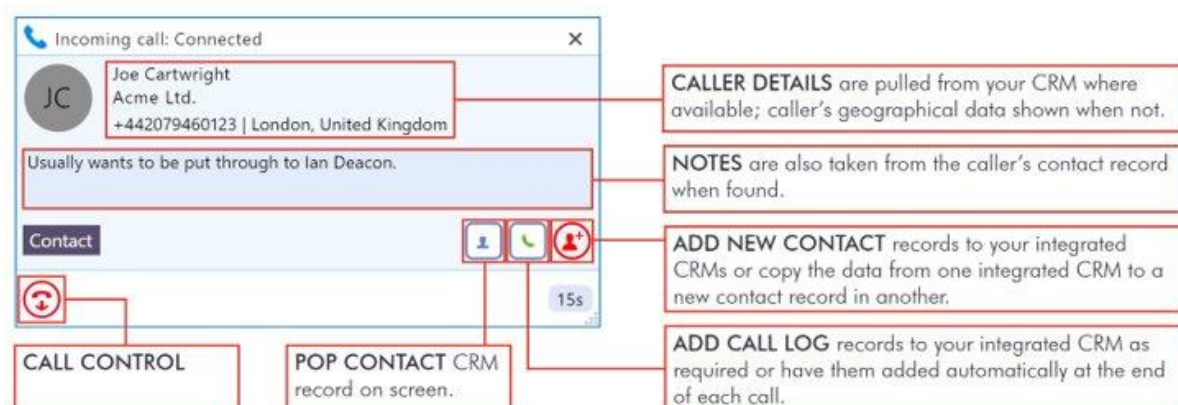 Incoming call: Connected
JC
Joe Cartwright
Acme Ltd.
+442079460123 | London, United Kingdom
Usually wants to be put through to Ian Deacon.
Contact
15s
CALLER DETAILS are pulled from your CRM where
available; caller's geographical data shown when not.
NOTES are also taken from the caller's contact record
when found.
ADD NEW CONTACT records to your integrated
CRMs or copy the data from one integrated CRM to a
new contact record in another.
ADD CALL LOG records to your integrated CRM as
required or have them added automatically at the end
of each call.
CALL CONTROL
POP CONTACT CRM
record on screen.